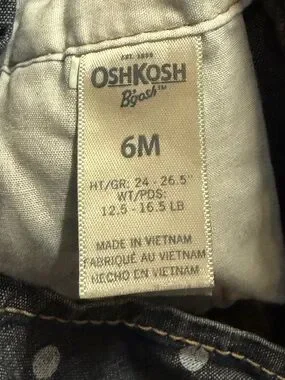 EST. 1895
OSHKOSH
B'gosh™
6M
HT/GR: 24 - 26.5"
WT/PDS:
12.5 - 16.5 LB
MADE IN VIETNAM
FABRIQUÉ AU VIETNAM
HECHO EN VIETNAM